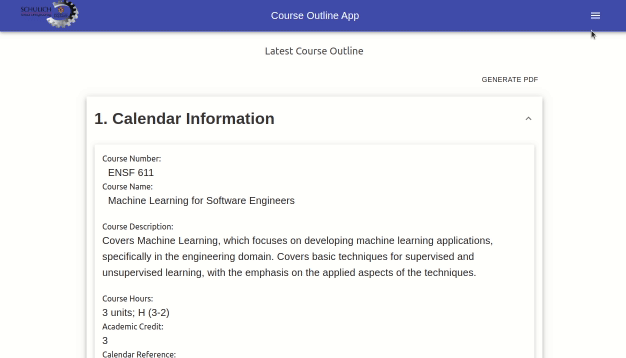 SCHULICH
Course Outline App
Latest Course Outline
GENERATE PDF
1. Calendar Information
Course Number:
ENSF 611
Course Name:
Machine Learning for Software Engineers
Course Description:
Covers Machine Learning, which focuses on developing machine learning applications,
specifically in the engineering domain. Covers basic techniques for supervised and
unsupervised learning, with the emphasis on the applied aspects of the techniques.
Course Hours:
3 units; H (3-2)
Academic Credit:
3
Calendar Reference: